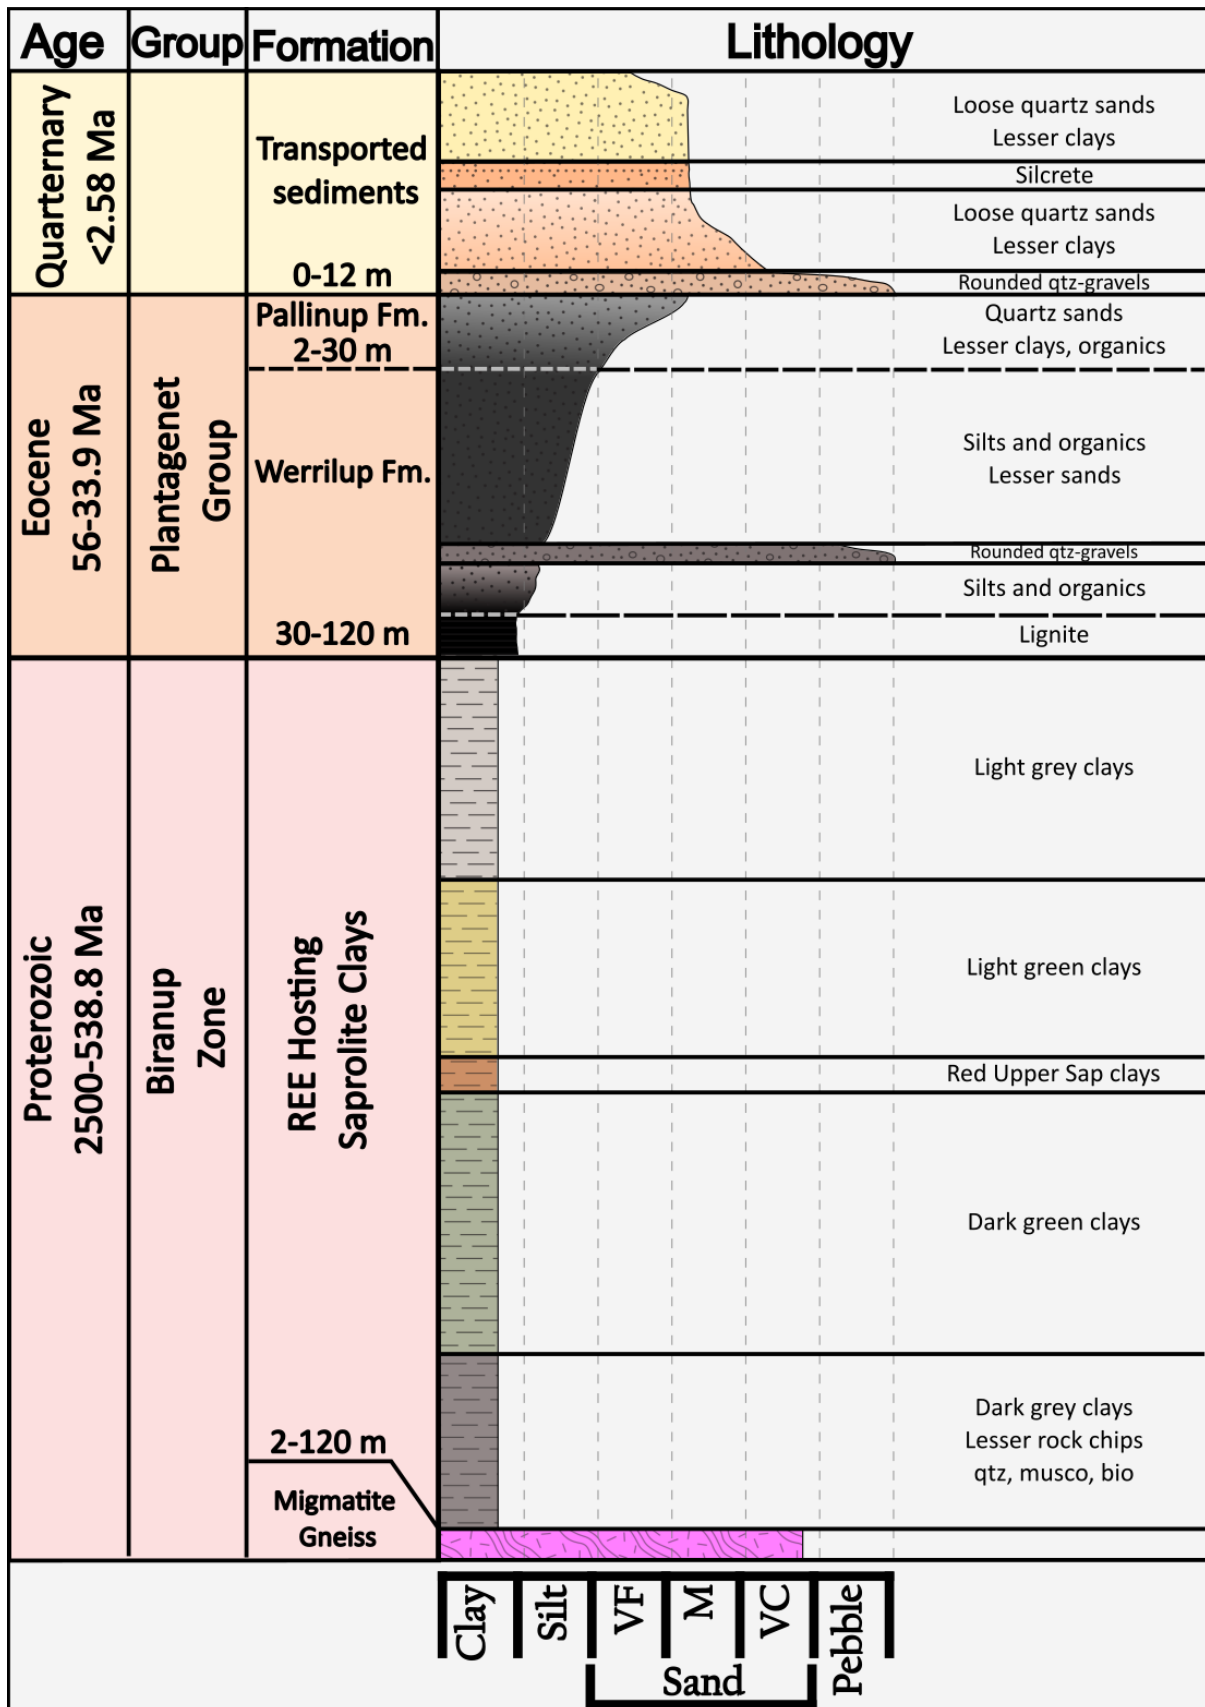 Age
Group
Formation
Lithology
Quarternary
<2.58 Ma
Transported
sediments
0-12 m
Loose quartz sands
Lesser clays
Silcrete
Loose quartz sands
Lesser clays
Rounded qtz-gravels
Eocene
56-33.9 Ma
Plantagenet
Group
Pallinup Fm.
2-30 m
Quartz sands
Lesser clays, organics
Werrilup Fm.
30-120 m
Silts and organics
Lesser sands
Rounded qtz-gravels
Silts and organics
Lignite
Proterozoic
2500-538.8 Ma
Biranup
Zone
REE Hosting
Saprolite Clays
2-120 m
Migmatite
Gneiss
Light grey clays
Light green clays
Red Upper Sap clays
Dark green clays
Dark grey clays
Lesser rock chips
qtz, musco, bio
Clay
Silt
VF
M
VC
Pebble
Sand